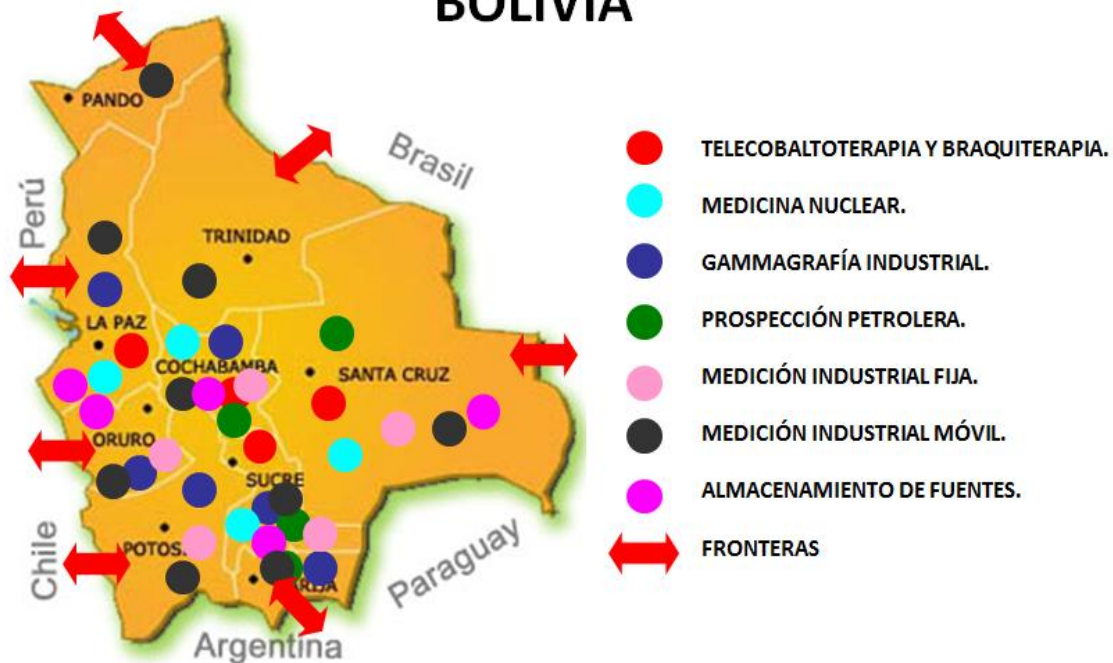 BOLIVIA
PANDO
Brasil
Perú
TRINIDAD
LA PAZ
COCHABAMBA
SANTA CRUZ
ORURO
SUCRE
POTOS
Chile
Paraguay
Argentina
TELECOBALTOTERAPIA Y BRAQUITERAPIA.
MEDICINA NUCLEAR.
GAMMAGRAFÍA INDUSTRIAL.
PROSPECCIÓN PETROLERA.
MEDICIÓN INDUSTRIAL FIJA.
MEDICIÓN INDUSTRIAL MÓVIL.
ALMACENAMIENTO DE FUENTES.
FRONTERAS